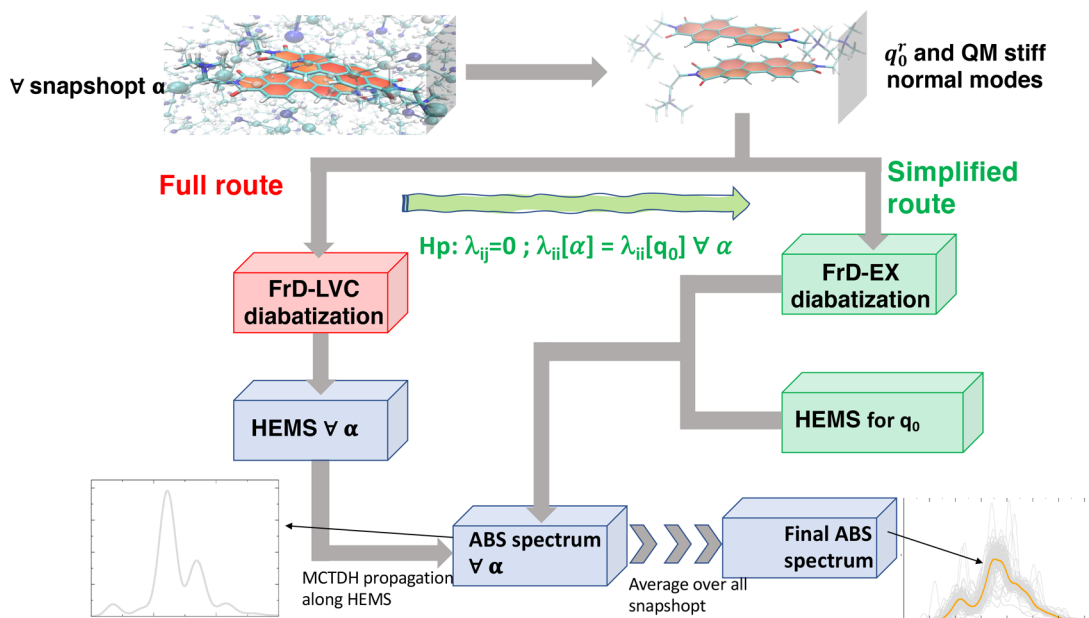 ∀ snapshopt α
q₀ʳ and QM stiff
normal modes
Full route
Simplified
route
Hp: λij=0 ; λii[α] = λii[q₀] ∀ α
FrD-LVC
diabatization
FrD-EX
diabatization
HEMS ∀ α
HEMS for q₀
ABS spectrum
∀ α
Final ABS
spectrum
MCTDH propagation
along HEMS
Average over all
snapshopt